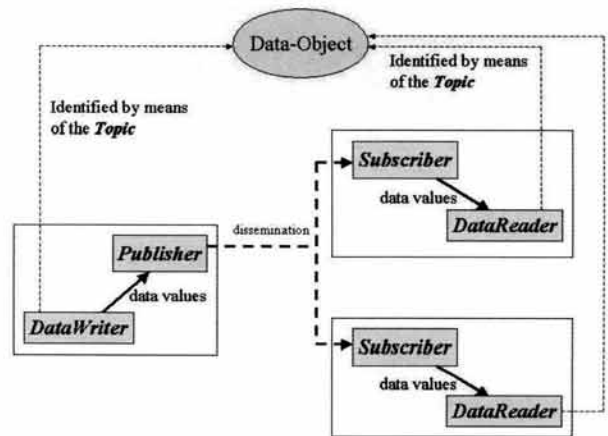 Data-Object
Identified by means
of the Topic
Identified by means
of the Topic
Subscriber
data values
DataReader
Publisher
dissemination
data values
DataWriter
Subscriber
data values
DataReader